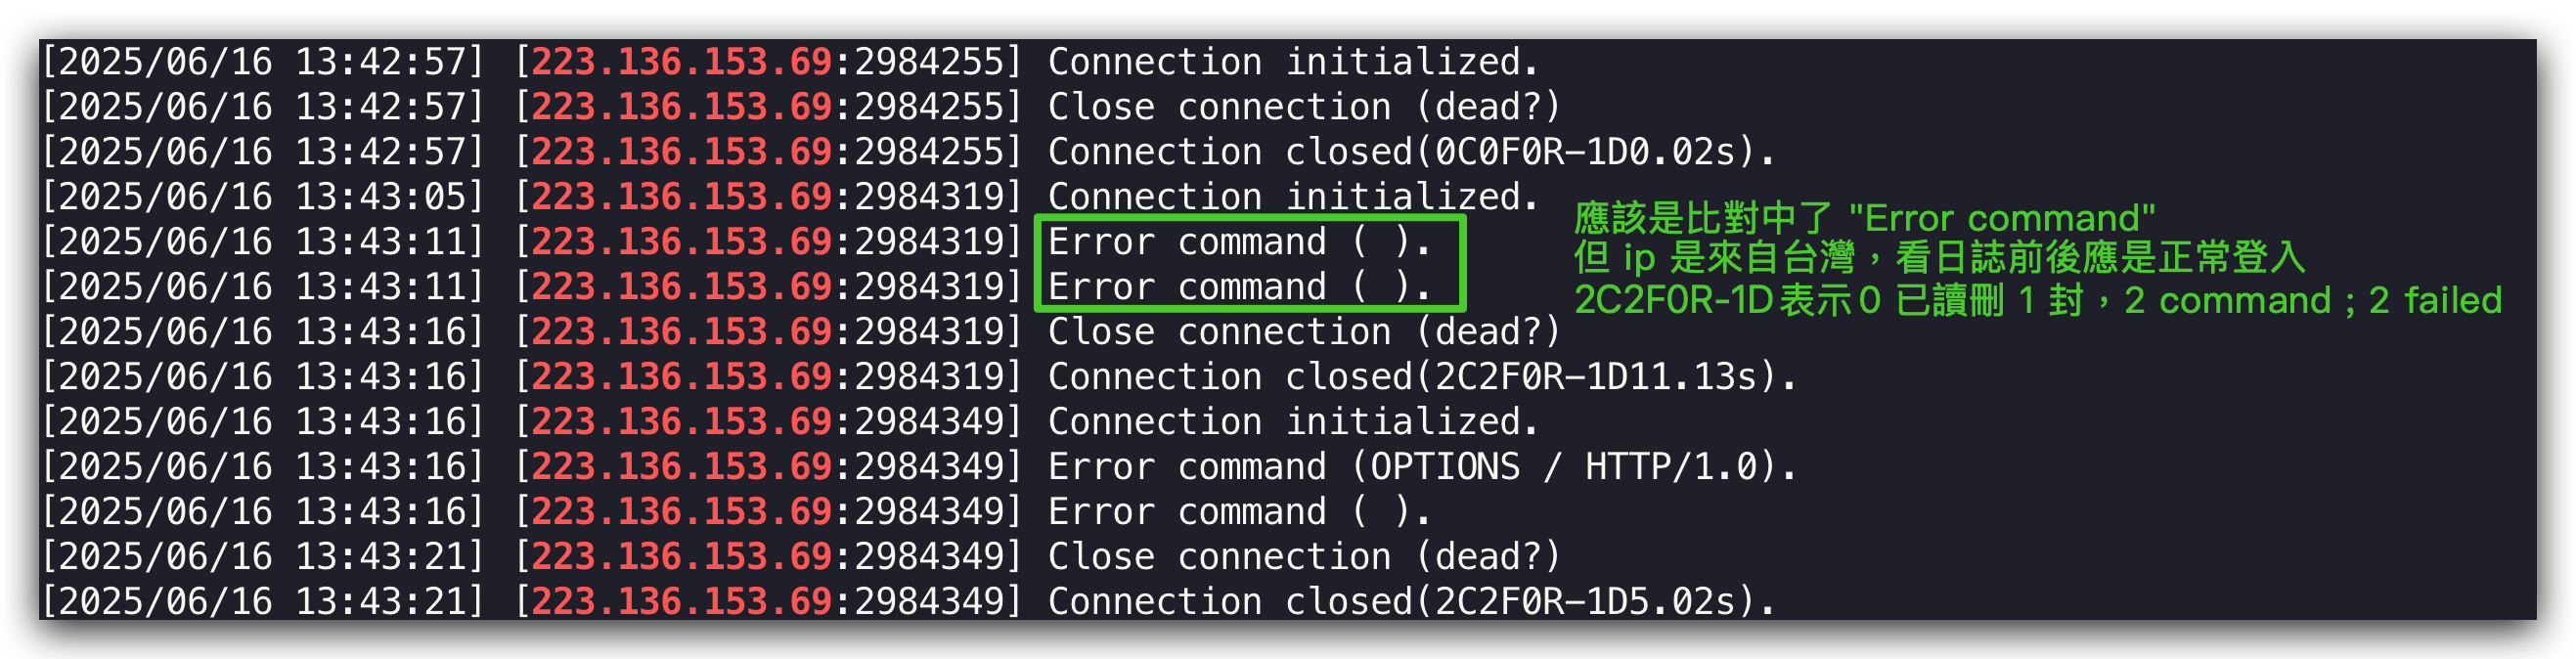 [2025/06/16 13:42:57] [223.136.153.69:2984255] Connection initialized.
[2025/06/16 13:42:57] [223.136.153.69:2984255] Close connection (dead?)
[2025/06/16 13:42:57] [223.136.153.69:2984255] Connection closed(0C0F0R-1D0.02s).
[2025/06/16 13:43:05] [223.136.153.69:2984319] Connection initialized.
[2025/06/16 13:43:11] [223.136.153.69:2984319] Error command ( ).
[2025/06/16 13:43:11] [223.136.153.69:2984319] Error command ( ).
[2025/06/16 13:43:16] [223.136.153.69:2984319] Close connection (dead?)
[2025/06/16 13:43:16] [223.136.153.69:2984319] Connection closed(2C2F0R-1D11.13s).
[2025/06/16 13:43:16] [223.136.153.69:2984349] Connection initialized.
[2025/06/16 13:43:16] [223.136.153.69:2984349] Error command (OPTIONS / HTTP/1.0).
[2025/06/16 13:43:16] [223.136.153.69:2984349] Error command ( ).
[2025/06/16 13:43:21] [223.136.153.69:2984349] Close connection (dead?)
[2025/06/16 13:43:21] [223.136.153.69:2984349] Connection closed(2C2F0R-1D5.02s).
應該是比對中了 "Error command"
但 ip 是來自台灣，看日誌前後應是正常登入
2C2F0R-1D表示0 已讀刪 1 封，2 command ; 2 failed